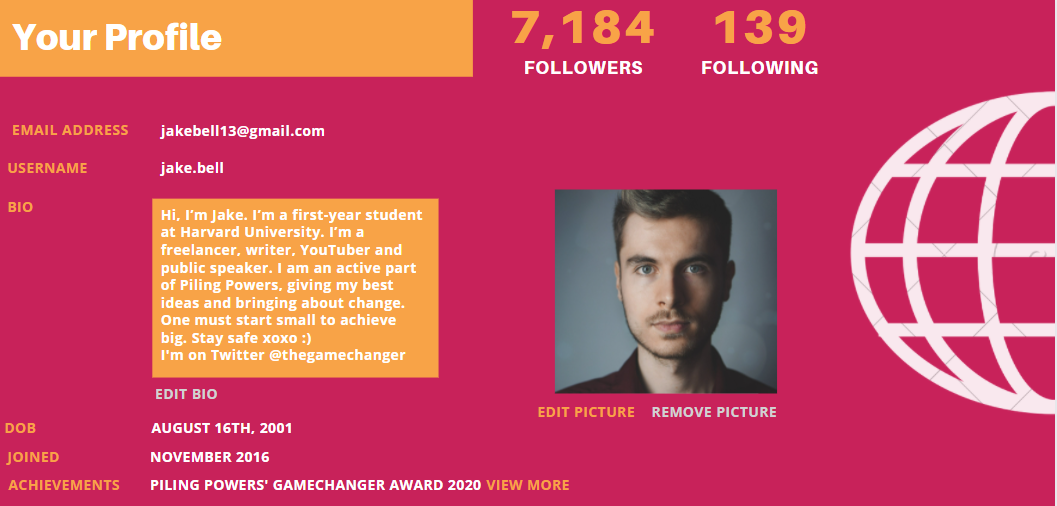 Your Profile
7,184 139
FOLLOWERS FOLLOWING
EMAIL ADDRESS jakebell13@gmail.com
USERNAME jake.bell
BIO
Hi, I'm Jake. I'm a first-year student
at Harvard University. I'm a
freelancer, writer, YouTuber and
public speaker. I am an active part
of Piling Powers, giving my best
ideas and bringing about change.
One must start small to achieve
big. Stay safe xoxo :)
I'm on Twitter @thegamechanger
EDIT BIO
EDIT PICTURE REMOVE PICTURE
DOB AUGUST 16TH, 2001
JOINED NOVEMBER 2016
ACHIEVEMENTS PILING POWERS' GAMECHANGER AWARD 2020 VIEW MORE